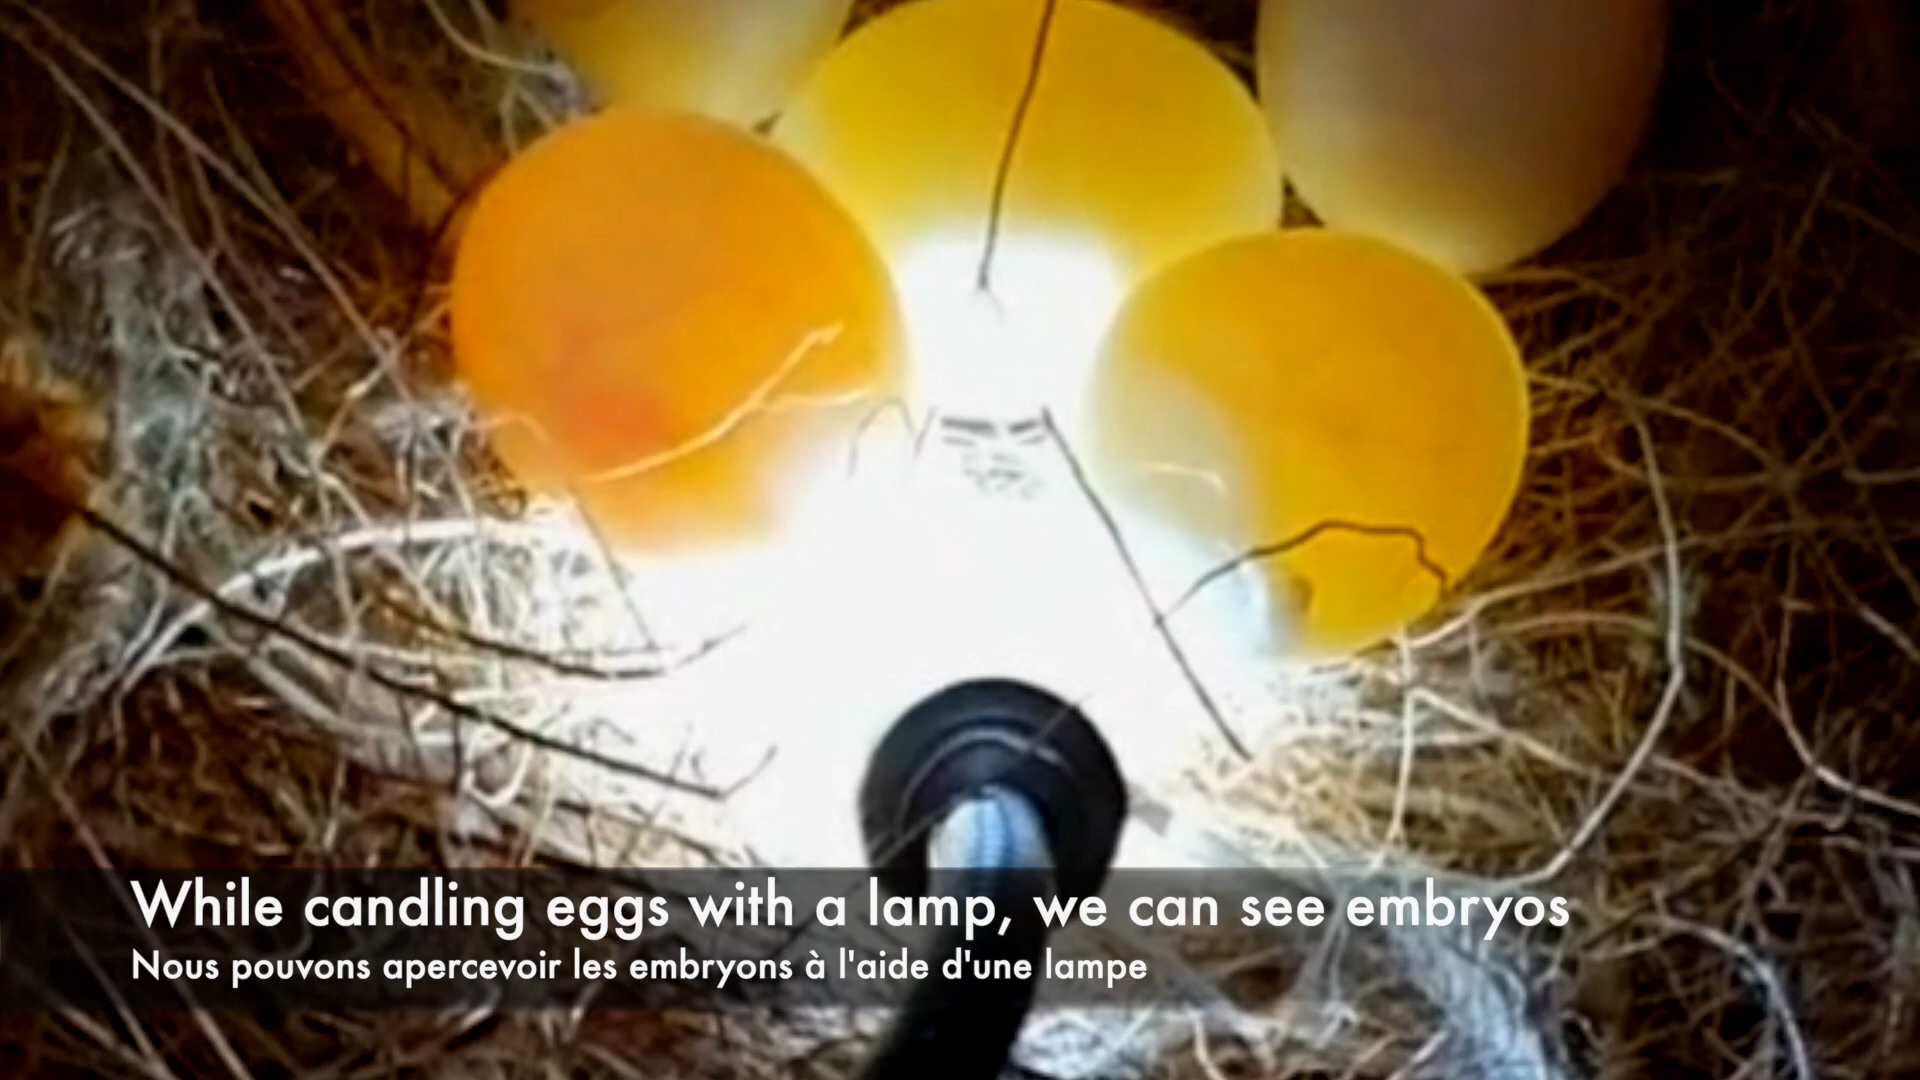 While candling eggs with a lamp, we can see embryos
Nous pouvons apercevoir les embryons à l'aide d'une lampe